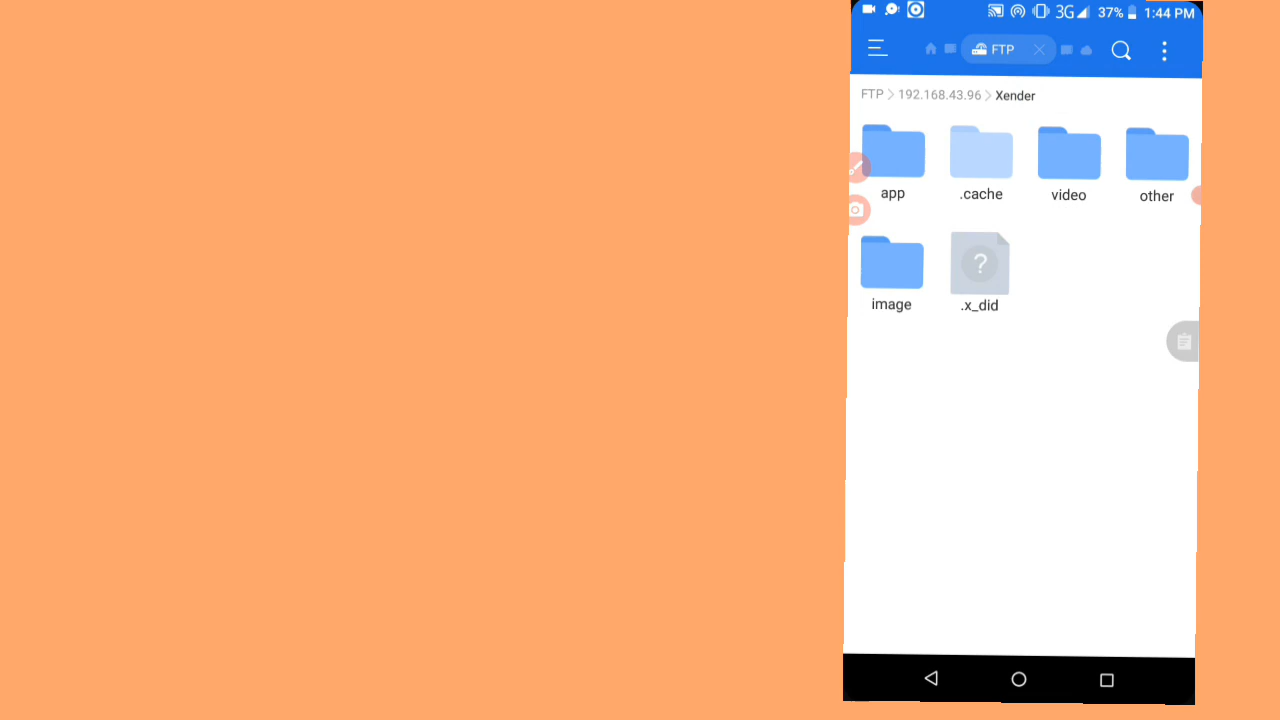 3G 37% 1:44 PM
FTP
FTP > 192.168.43.96 > Xender
app .cache video other
image .x_did